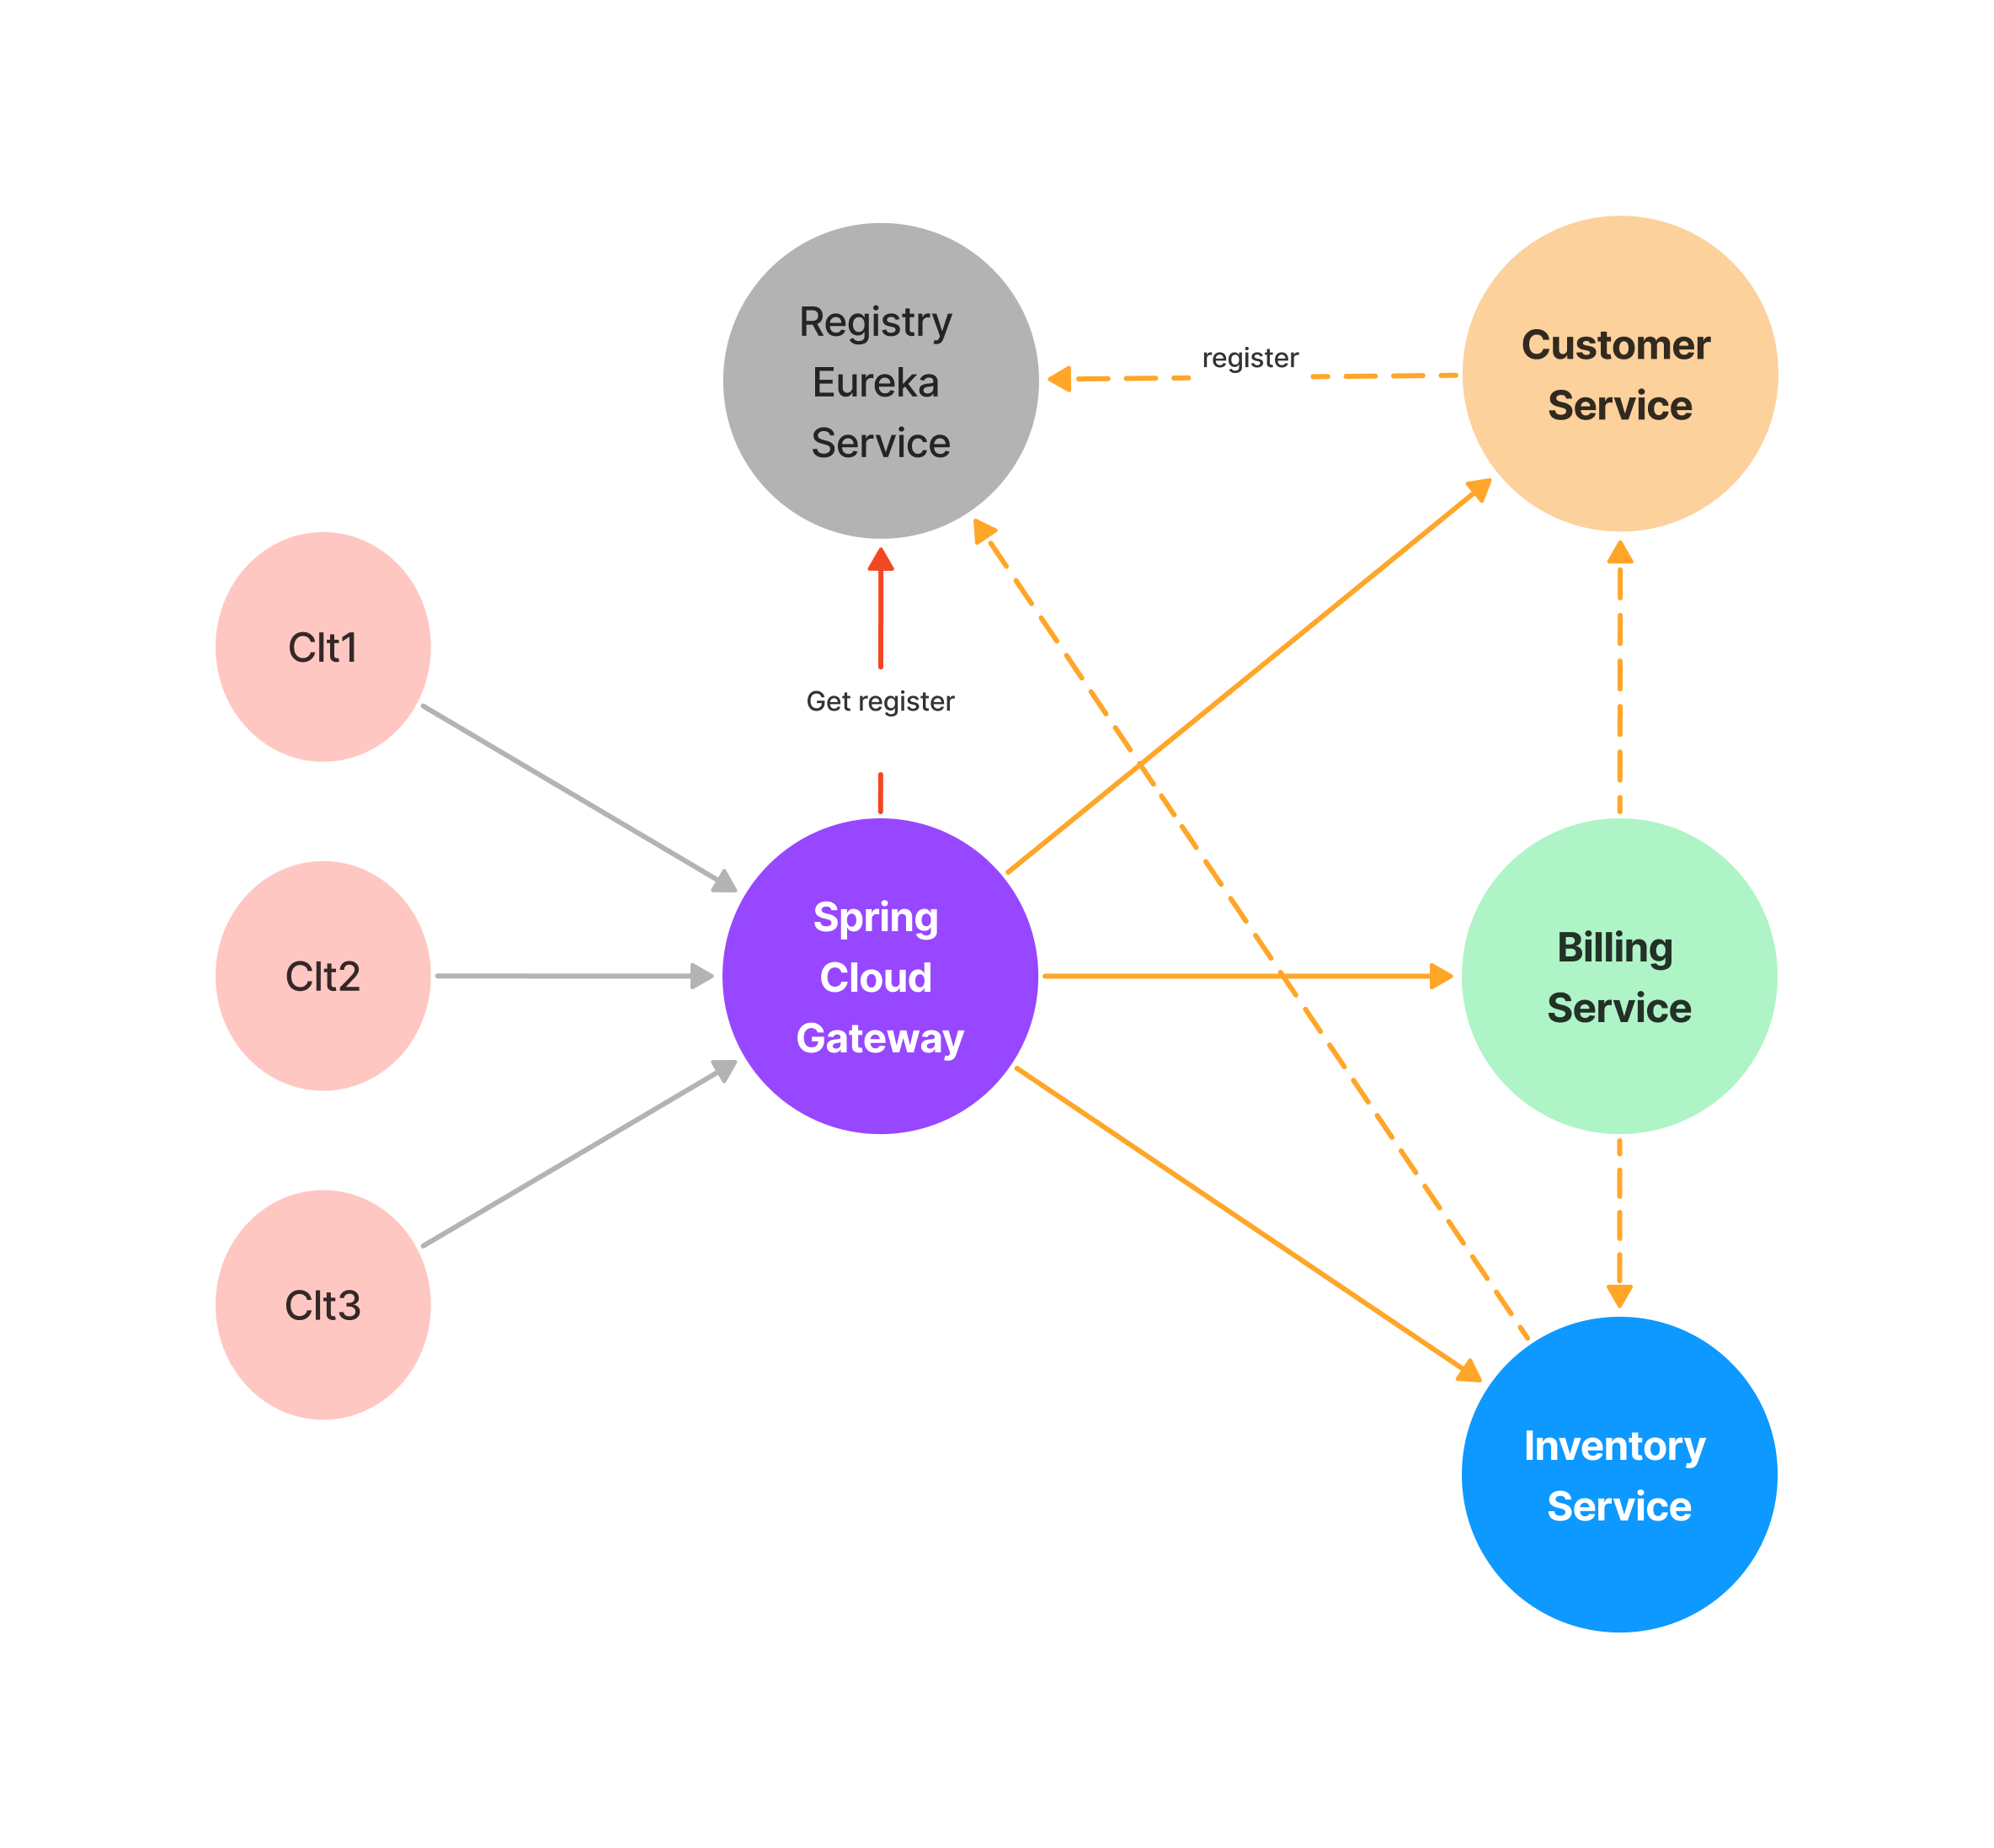 Registry
Eureka
Service
register
Customer
Service
Clt1
Get register
Clt2
Spring
Cloud
Gateway
Billing
Service
Clt3
Inventory
Service